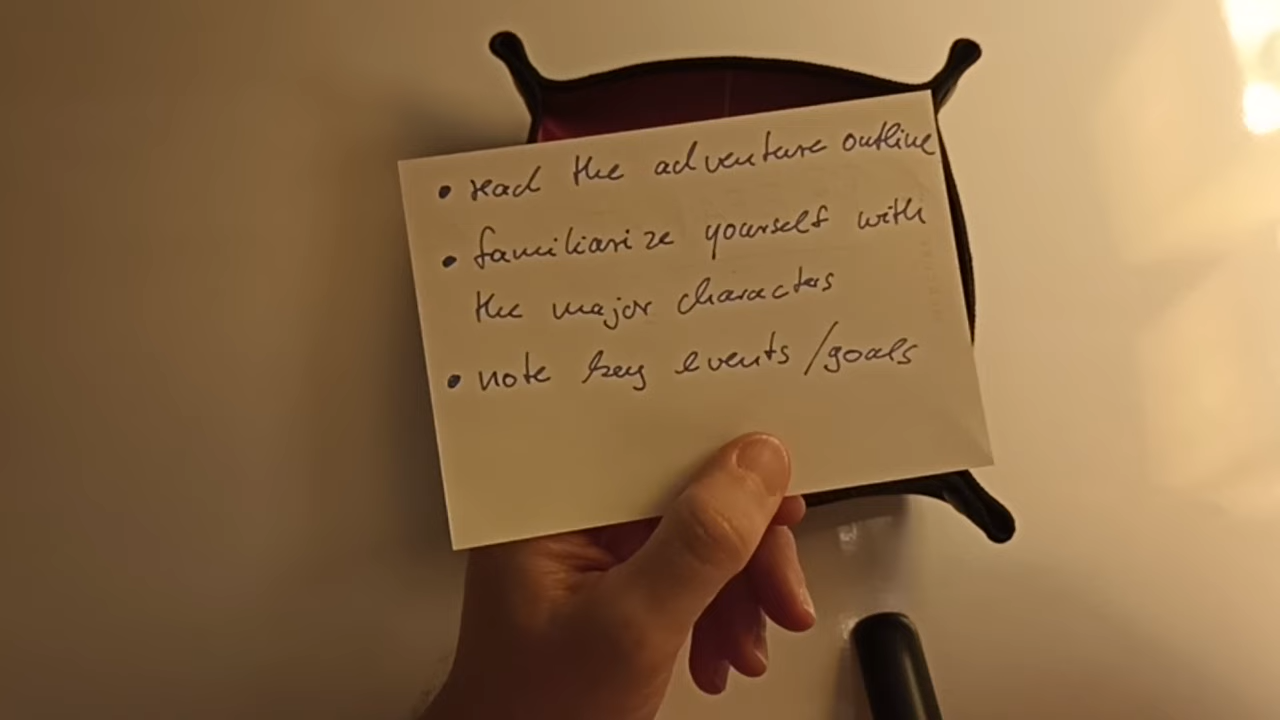 • read the adventure outline
• familiarize yourself with
the major characters
• note key events/goals